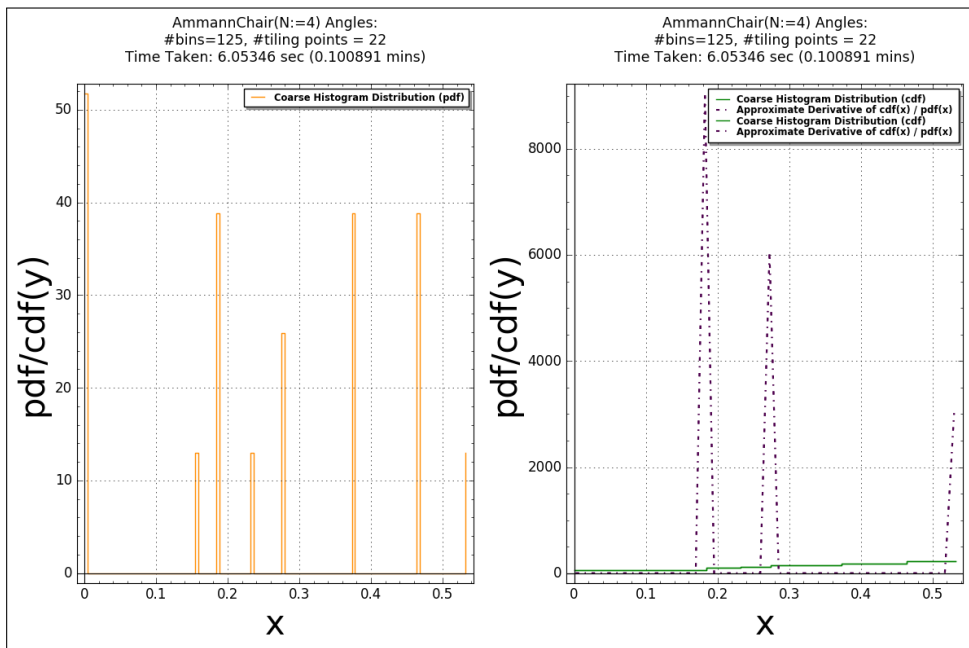 AmmannChair(N:=4) Angles:
#bins=125, #tiling points = 22
Time Taken: 6.05346 sec (0.100891 mins)
Coarse Histogram Distribution (pdf)
50
40
30
20
10
0
pdf/cdf(y)
0
0.1
0.2
0.3
0.4
0.5
x
AmmannChair(N:=4) Angles:
#bins=125, #tiling points = 22
Time Taken: 6.05346 sec (0.100891 mins)
Coarse Histogram Distribution (cdf)
Approximate Derivative of cdf(x) / pdf(x)
Coarse Histogram Distribution (cdf)
Approximate Derivative of cdf(x) / pdf(x)
8000
6000
4000
2000
0
pdf/cdf(y)
0
0.1
0.2
0.3
0.4
0.5
x